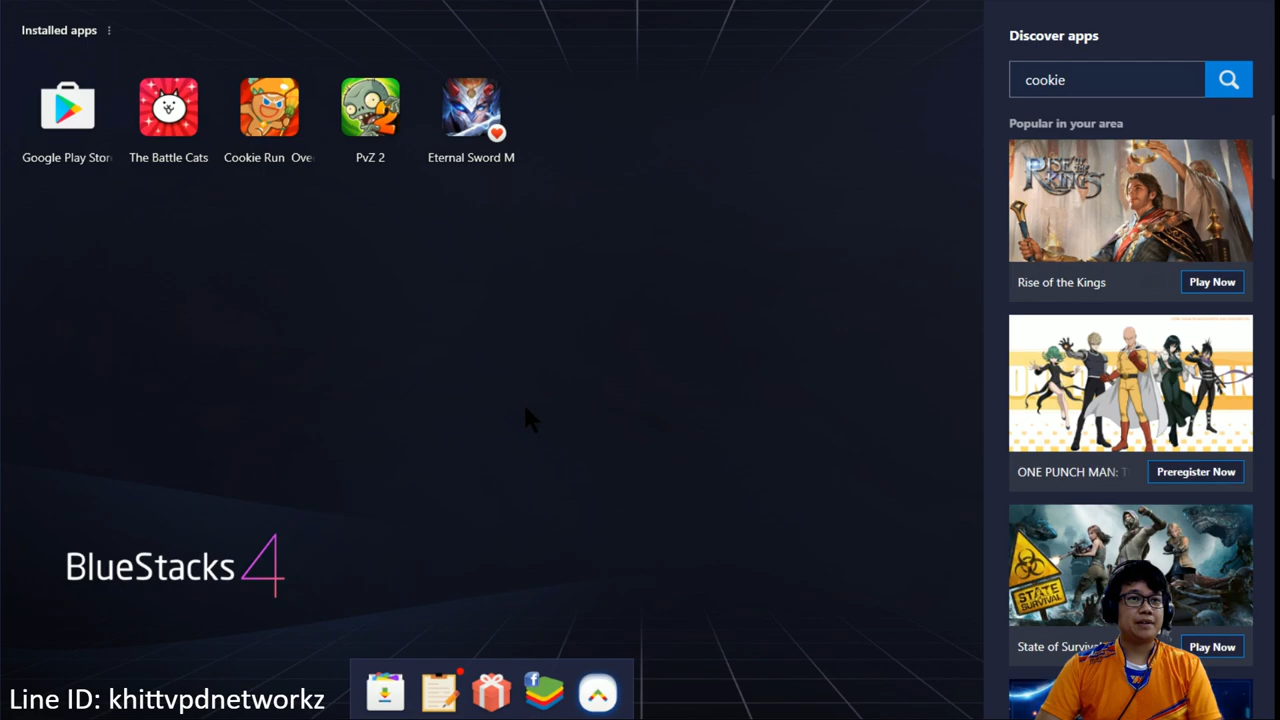 Installed apps
Discover apps
cookie
Popular in your area
Google Play Stor
The Battle Cats
Cookie Run Ove
PvZ 2
Eternal Sword M
RISE OF THE KINGS
Rise of the Kings
Play Now
ONE PUNCH MAN: T
Preregister Now
STATE OF SURVIVAL
State of Surviv
Play Now
BlueStacks 4
Line ID: khittvpdnetworkz